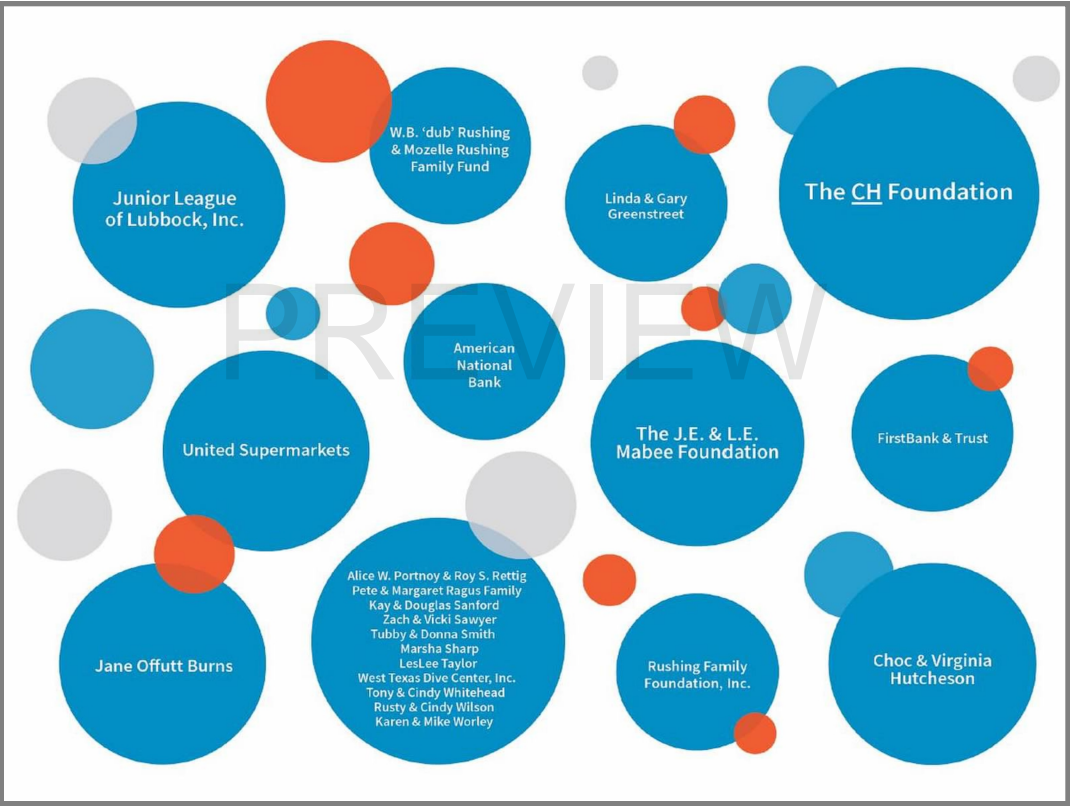 W.B. ‘dub’ Rushing
& Mozelle Rushing
Family Fund
Junior League
of Lubbock, Inc.
Linda & Gary
Greenstreet
The CH Foundation
PREVIEW
American
National
Bank
United Supermarkets
The J.E. & L.E.
Mabee Foundation
FirstBank & Trust
Jane Offutt Burns
Alice W. Portnoy & Roy S. Rettig
Pete & Margaret Ragus Family
Kay & Douglas Sanford
Zach & Vicki Sawyer
Tubby & Donna Smith
Marsha Sharp
LesLee Taylor
West Texas Dive Center, Inc.
Tony & Cindy Whitehead
Rusty & Cindy Wilson
Karen & Mike Worley
Rushing Family
Foundation, Inc.
Choc & Virginia
Hutcheson